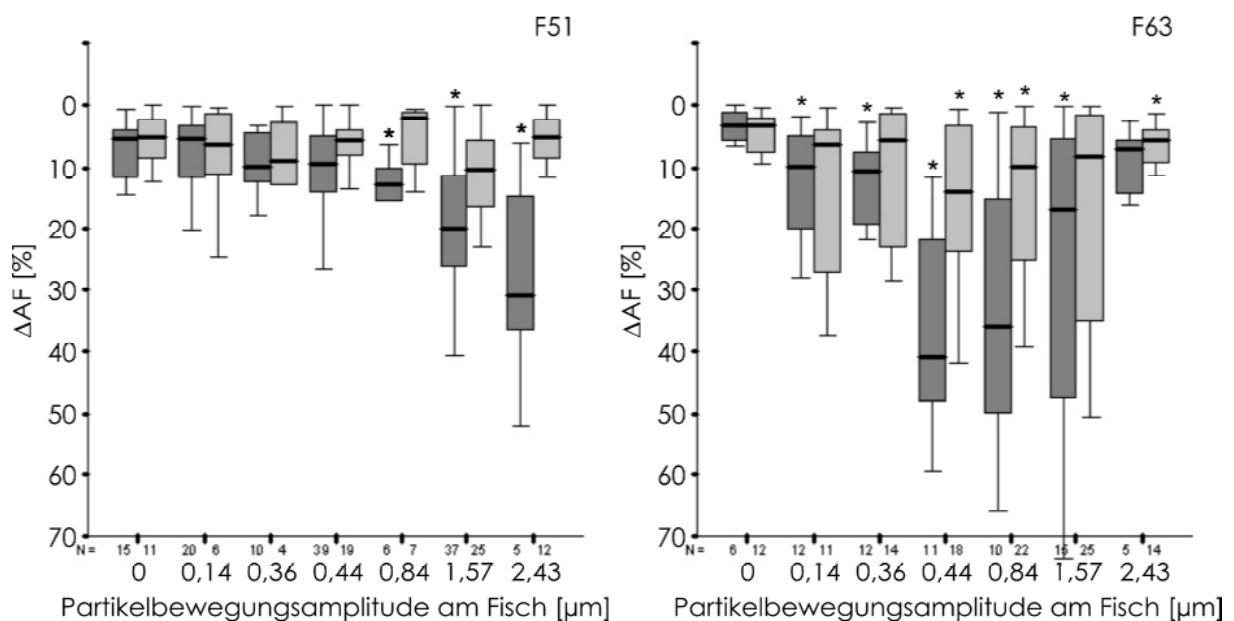 F51
ΔAF [%]
0
10
20
30
40
50
60
70
* * *
N = 15 11 20 6 10 4 39 19 6 7 37 25 5 12
0 0,14 0,36 0,44 0,84 1,57 2,43
Partikelbewegungsamplitude am Fisch [µm]
F63
ΔAF [%]
0
10
20
30
40
50
60
70
* * * * * * * *
N = 6 12 12 11 12 14 11 18 10 22 25 5 14
0 0,14 0,36 0,44 0,84 1,57 2,43
Partikelbewegungsamplitude am Fisch [µm]